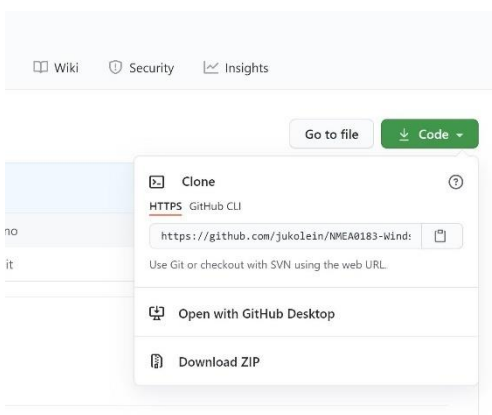 Wiki Security Insights
Go to file Code
Clone
HTTPS GitHub CLI
https://github.com/jukolein/NMEA0183-Wind
no
Use Git or checkout with SVN using the web URL.
it
Open with GitHub Desktop
Download ZIP